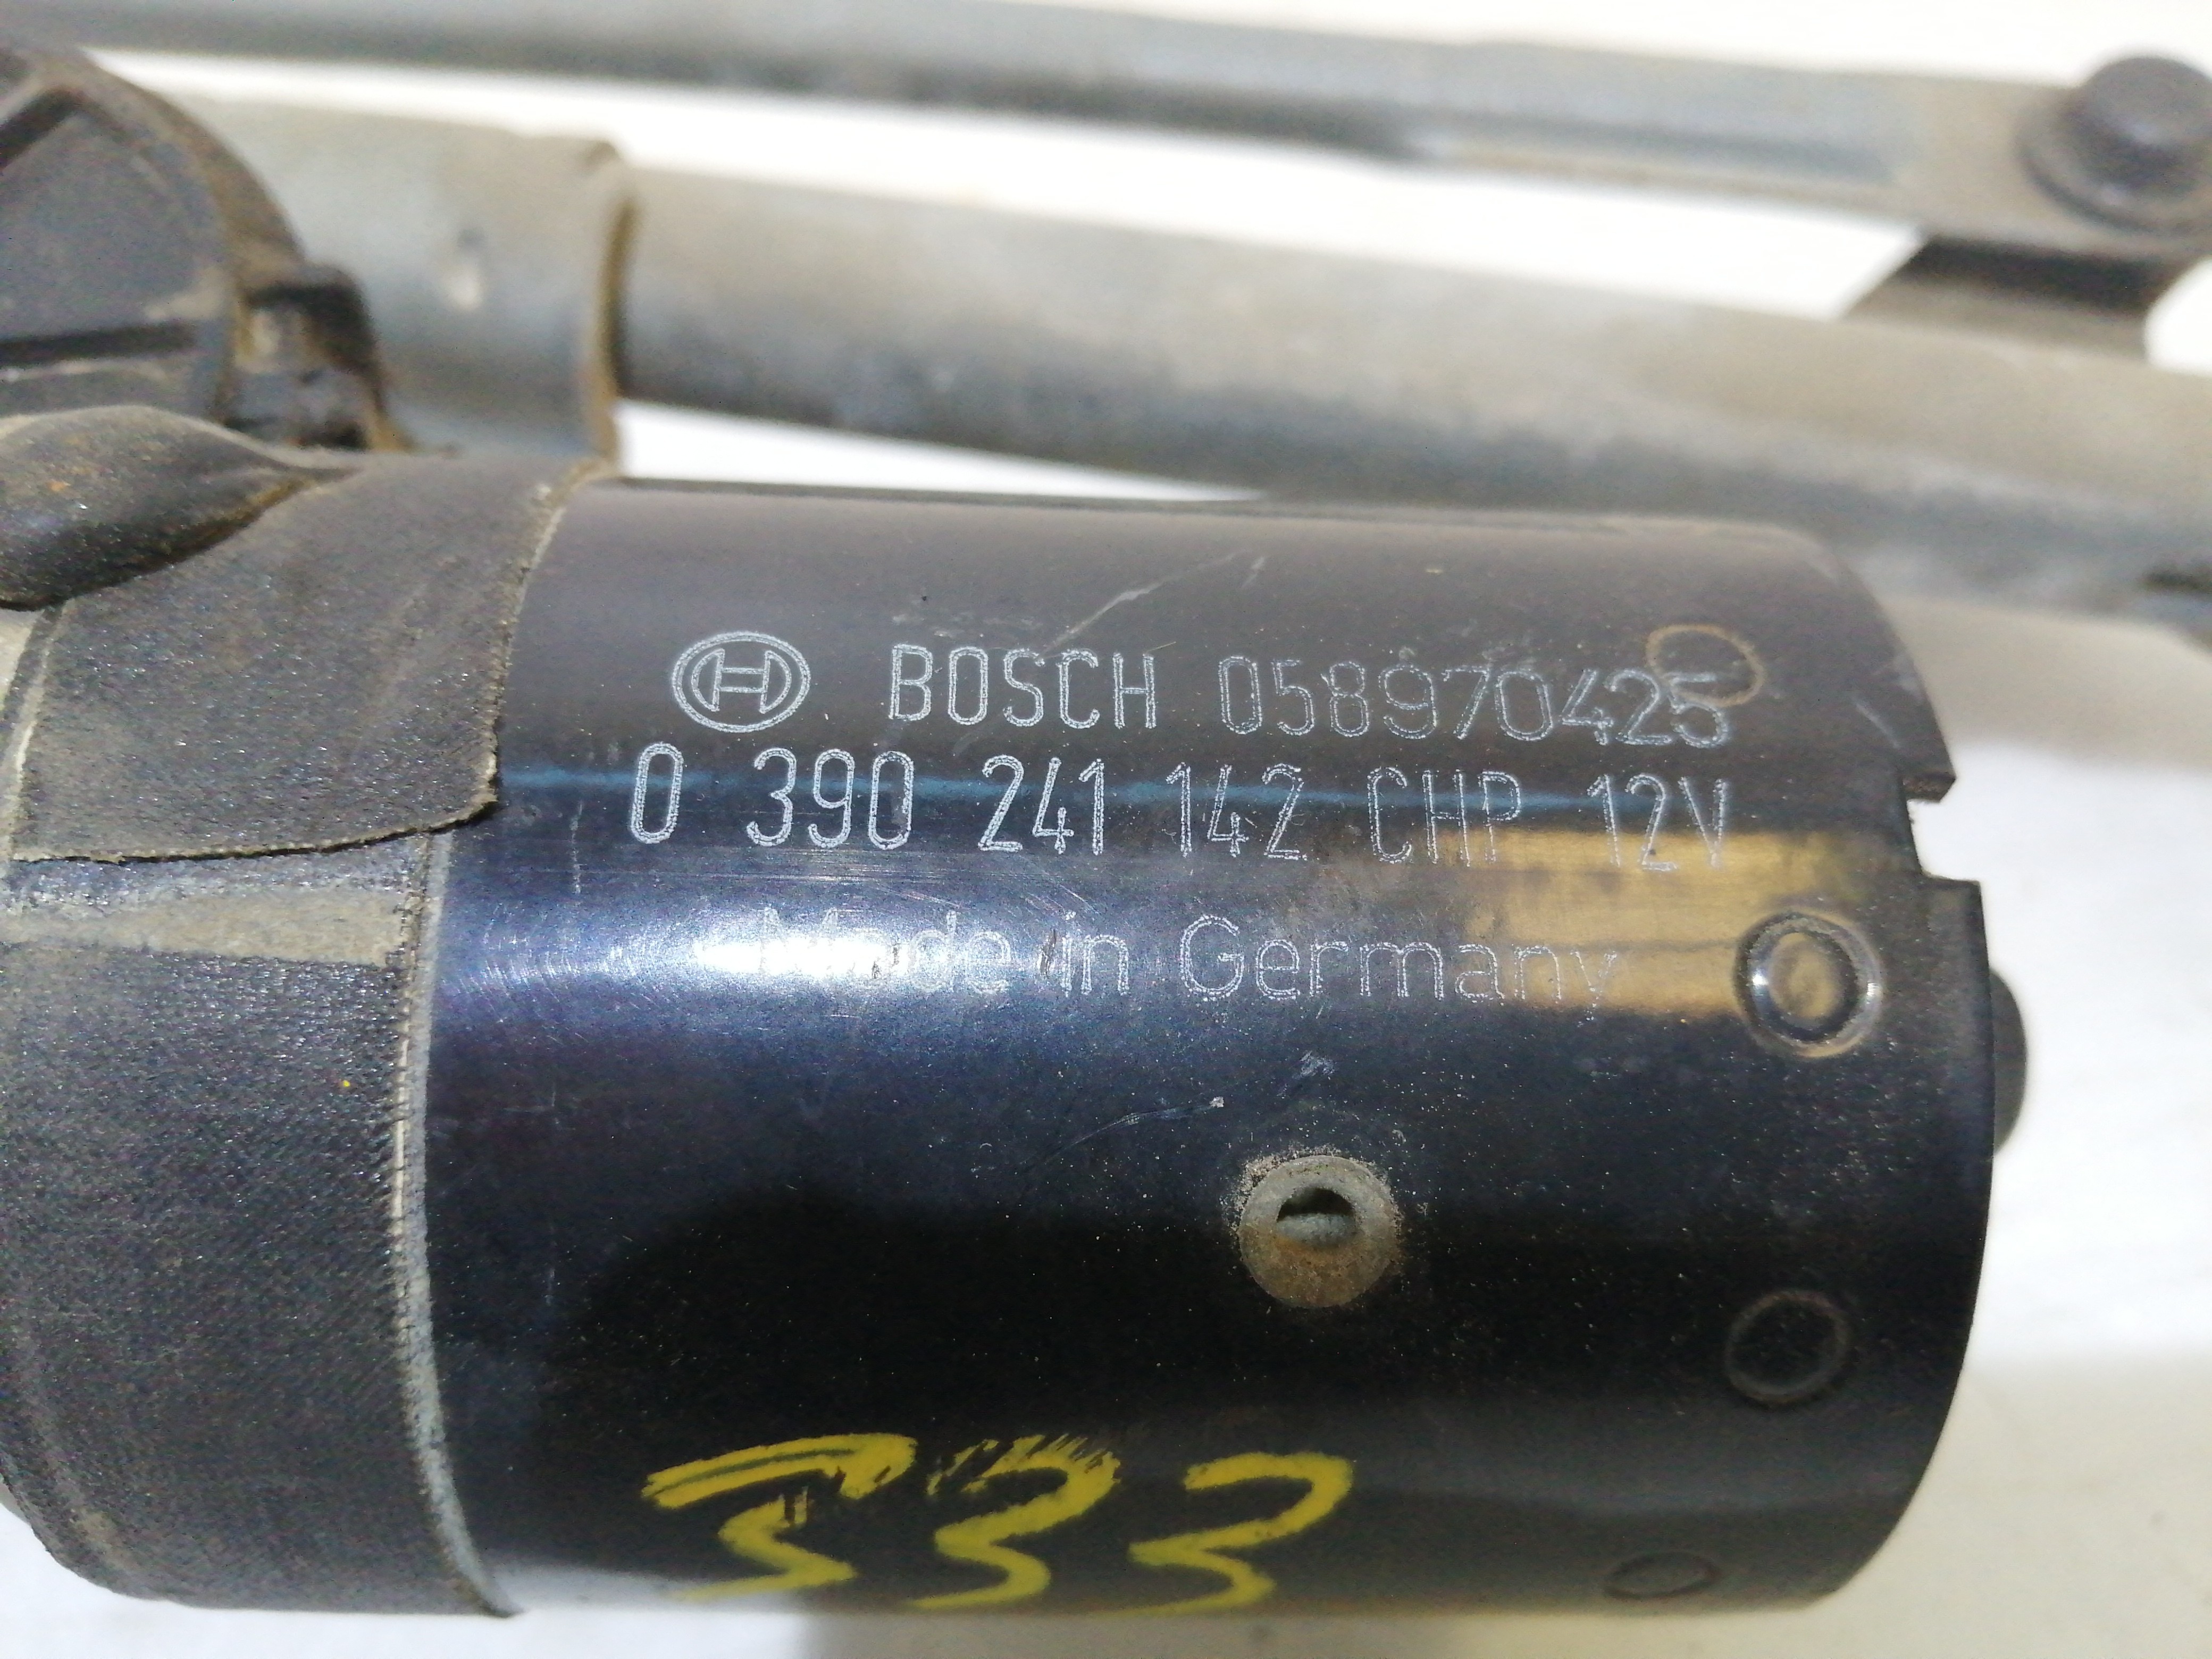 BOSCH 058970425
0 390 241 142 CHP 12V
Made in Germany
333